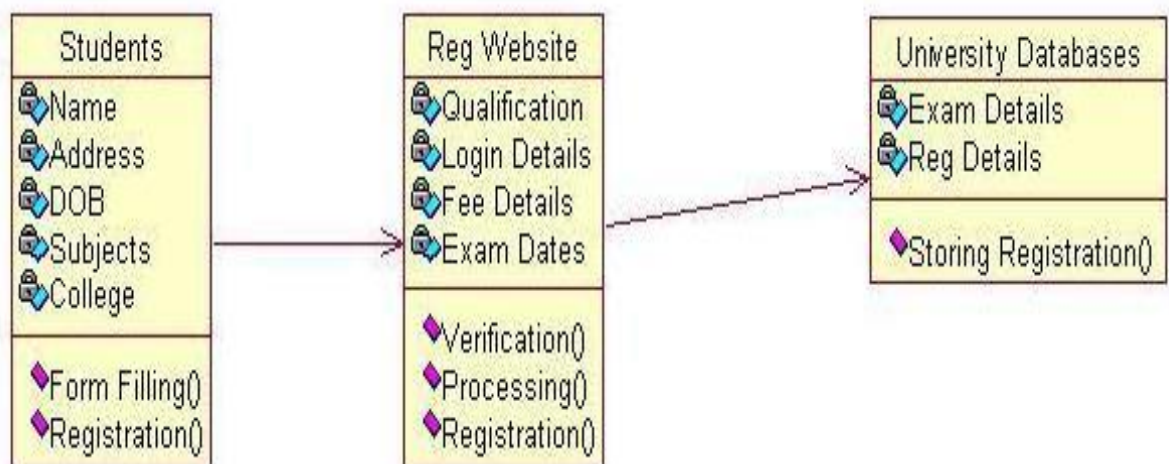 Students
Name
Address
DOB
Subjects
College
Form Filling()
Registration()
Reg Website
Qualification
Login Details
Fee Details
Exam Dates
Verification()
Processing()
Registration()
University Databases
Exam Details
Reg Details
Storing Registration()